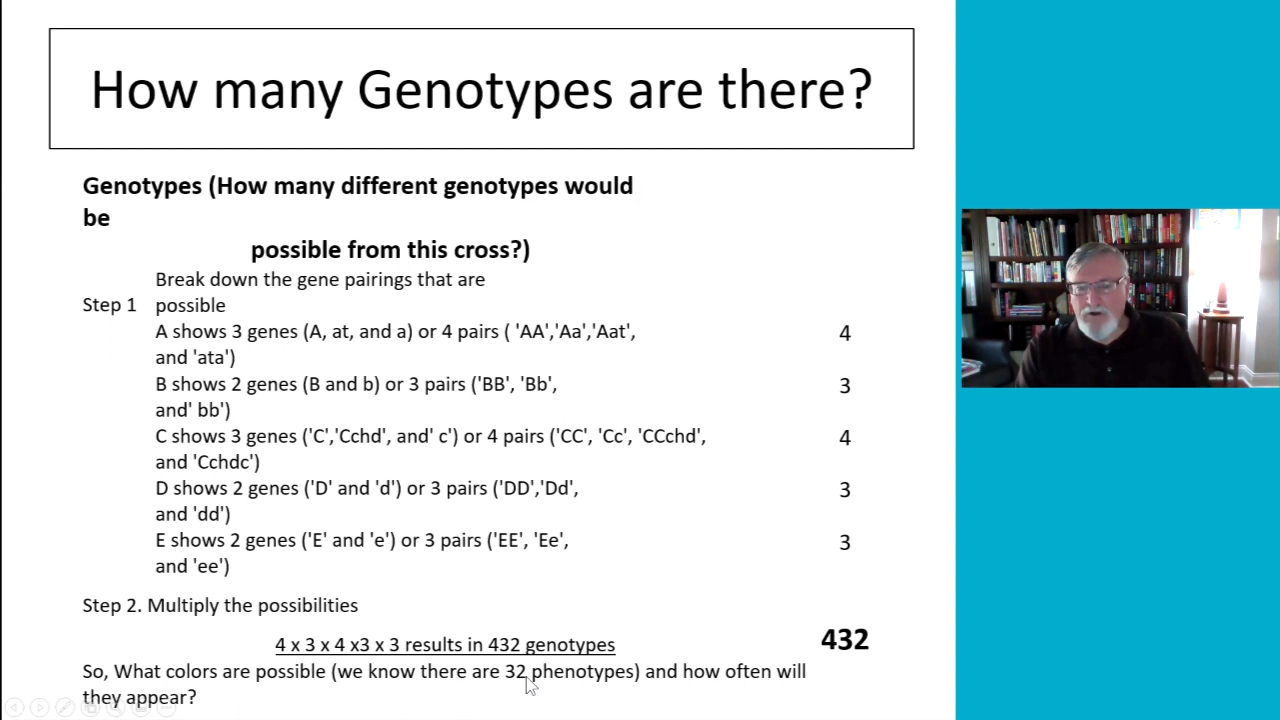 How many Genotypes are there?
Genotypes (How many different genotypes would
be
possible from this cross?)
Break down the gene pairings that are
Step 1 possible
A shows 3 genes (A, at, and a) or 4 pairs ( 'AA','Aa','Aat', 4
and 'ata')
B shows 2 genes (B and b) or 3 pairs ('BB', 'Bb', 3
and' bb')
C shows 3 genes ('C','Cchd', and' c') or 4 pairs ('CC', 'Cc', 'CCchd', 4
and 'Cchdc')
D shows 2 genes ('D' and 'd') or 3 pairs ('DD','Dd', 3
and 'dd')
E shows 2 genes ('E' and 'e') or 3 pairs ('EE', 'Ee', 3
and 'ee')
Step 2. Multiply the possibilities
4 x 3 x 4 x3 x 3 results in 432 genotypes 432
So, What colors are possible (we know there are 32 phenotypes) and how often will
they appear?